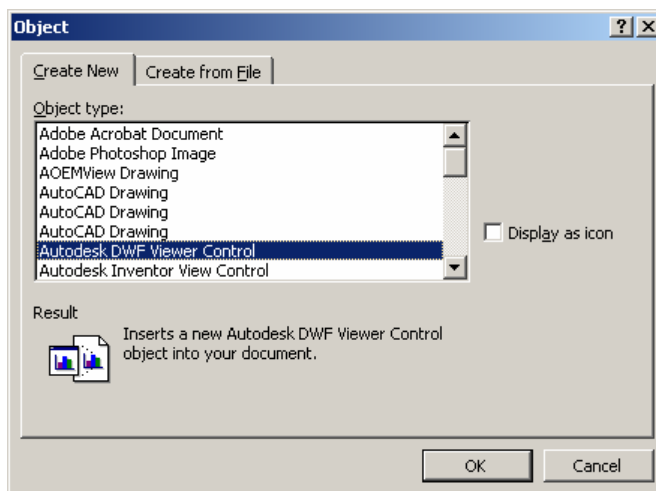 Object
Create New
Create from File
Object type:
Adobe Acrobat Document
Adobe Photoshop Image
AOEMView Drawing
AutoCAD Drawing
AutoCAD Drawing
AutoCAD Drawing
Autodesk DWF Viewer Control
Autodesk Inventor View Control
Display as icon
Result
Inserts a new Autodesk DWF Viewer Control
object into your document.
OK
Cancel